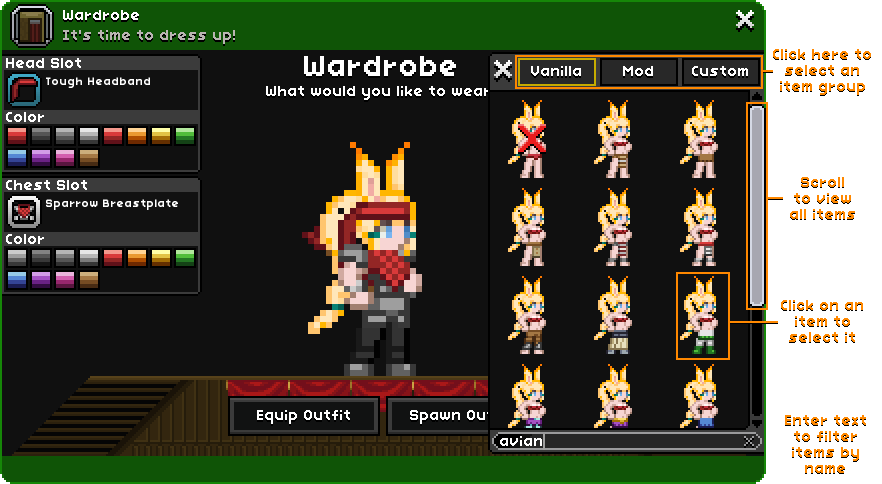 Wardrobe
It's time to dress up!
Head Slot
Tough Headband
Color
Chest Slot
Sparrow Breastplate
Color
Wardrobe
What would you like to wear
Equip Outfit
Spawn Ou
Vanilla
Mod
Custom
avian
Click here to
select an
item group
Scroll
to view
all items
Click on an
item to
select it
Enter text
to filter
items by
name